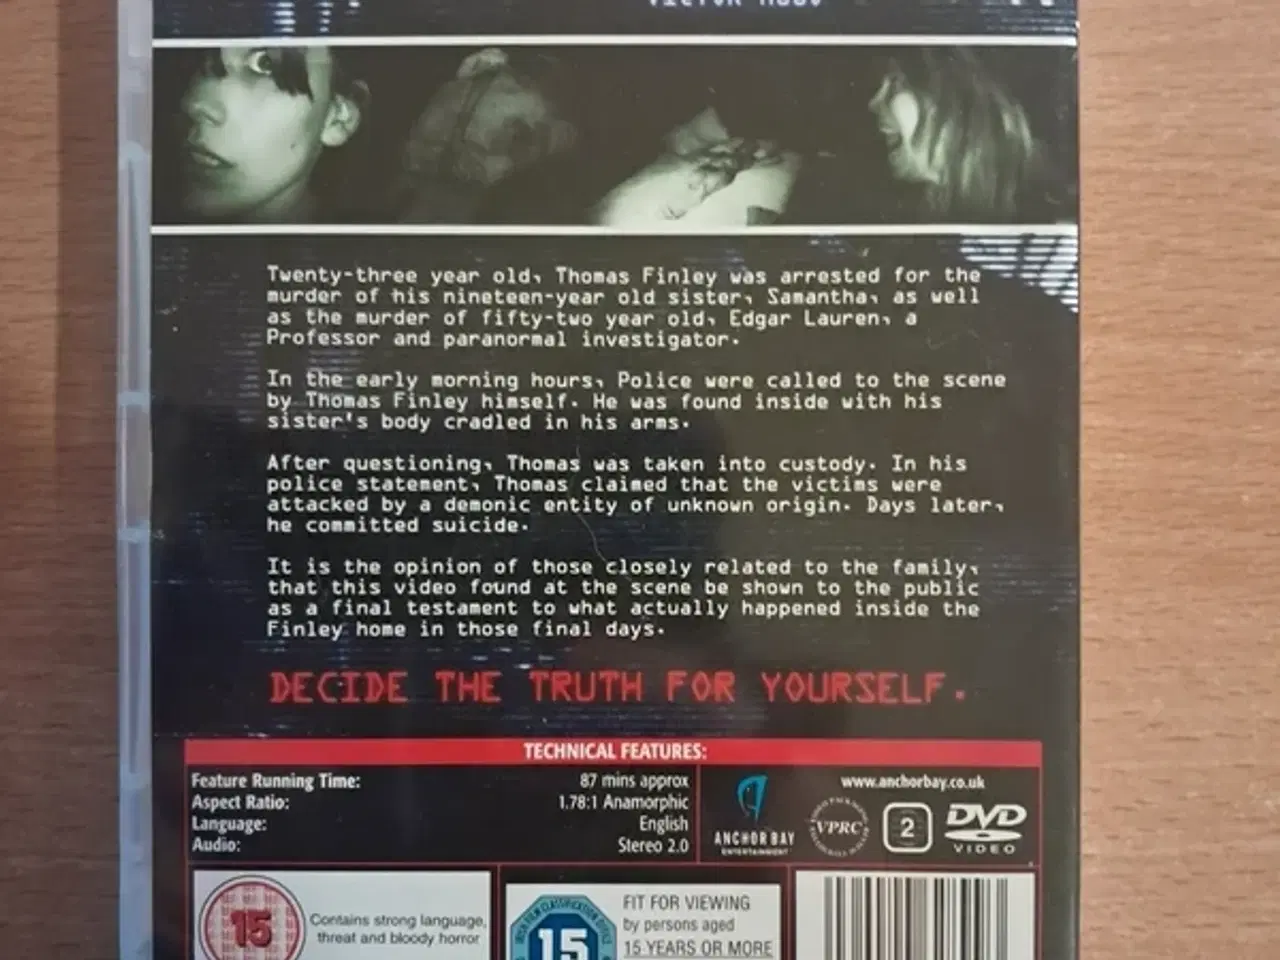 Twenty-three year old, Thomas Finley was arrested for the
murder of his nineteen-year old sister, Samantha, as well
as the murder of fifty-two year old, Edgar Lauren, a
Professor and paranormal investigator.
In the early morning hours, Police were called to the scene
by Thomas Finley himself. He was found inside with his
sister's body cradled in his arms.
After questioning, Thomas was taken into custody. In his
police statement, Thomas claimed that the victims were
attacked by a demonic entity of unknown origin. Days later,
he committed suicide.
It is the opinion of those closely related to the family,
that this video found at the scene be shown to the public
as a final testament to what actually happened inside the
Finley home in those final days.
DECIDE THE TRUTH FOR YOURSELF.
TECHNICAL FEATURES:
Feature Running Time: 87 mins approx
Aspect Ratio: 1.78:1 Anamorphic
Language: English
Audio: Stereo 2.0
ANCHOR BAY
ENTERTAINMENT
www.anchorbay.co.uk
VPRC
2
DVD
VIDEO
15
Contains strong language,
threat and bloody horror
15
FIT FOR VIEWING
by persons aged
15 YEARS OR MORE